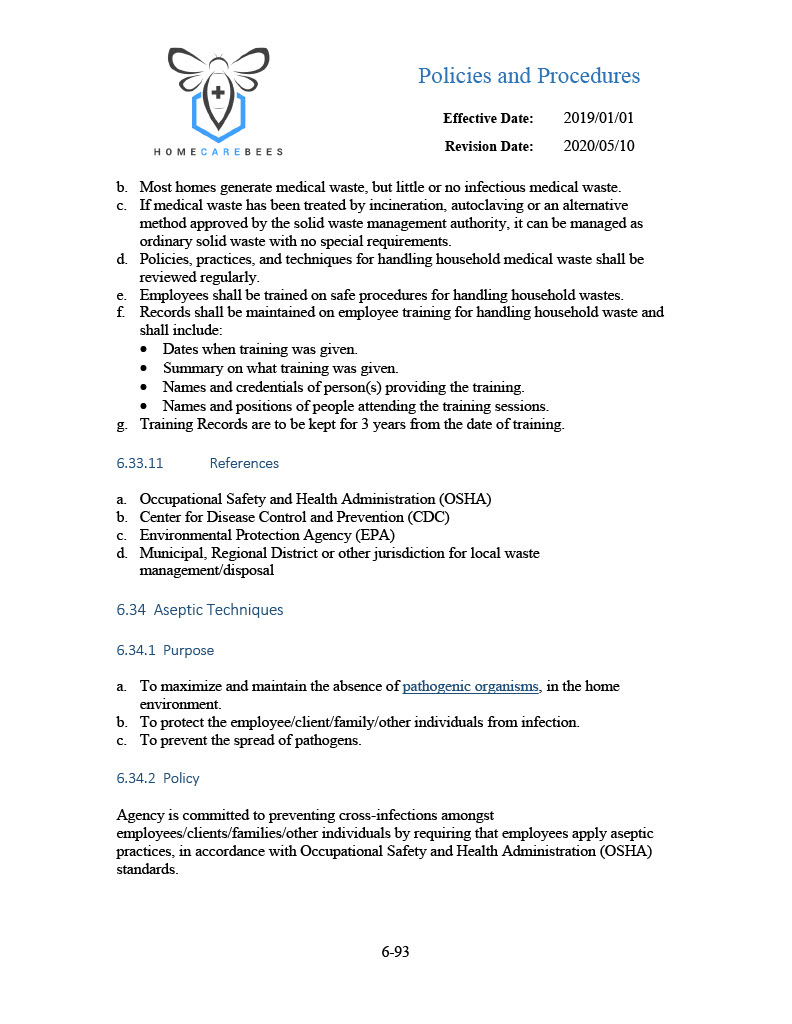 Policies and Procedures
Effective Date: 2019/01/01
Revision Date: 2020/05/10
HOMECAREBEES
b. Most homes generate medical waste, but little or no infectious medical waste.
c. If medical waste has been treated by incineration, autoclaving or an alternative
method approved by the solid waste management authority, it can be managed as
ordinary solid waste with no special requirements.
d. Policies, practices, and techniques for handling household medical waste shall be
reviewed regularly.
e. Employees shall be trained on safe procedures for handling household wastes.
f. Records shall be maintained on employee training for handling household waste and
shall include:
• Dates when training was given.
• Summary on what training was given.
• Names and credentials of person(s) providing the training.
• Names and positions of people attending the training sessions.
g. Training Records are to be kept for 3 years from the date of training.
6.33.11 References
a. Occupational Safety and Health Administration (OSHA)
b. Center for Disease Control and Prevention (CDC)
c. Environmental Protection Agency (EPA)
d. Municipal, Regional District or other jurisdiction for local waste
management/disposal
6.34 Aseptic Techniques
6.34.1 Purpose
a. To maximize and maintain the absence of pathogenic organisms, in the home
environment.
b. To protect the employee/client/family/other individuals from infection.
c. To prevent the spread of pathogens.
6.34.2 Policy
Agency is committed to preventing cross-infections amongst
employees/clients/families/other individuals by requiring that employees apply aseptic
practices, in accordance with Occupational Safety and Health Administration (OSHA)
standards.
6-93